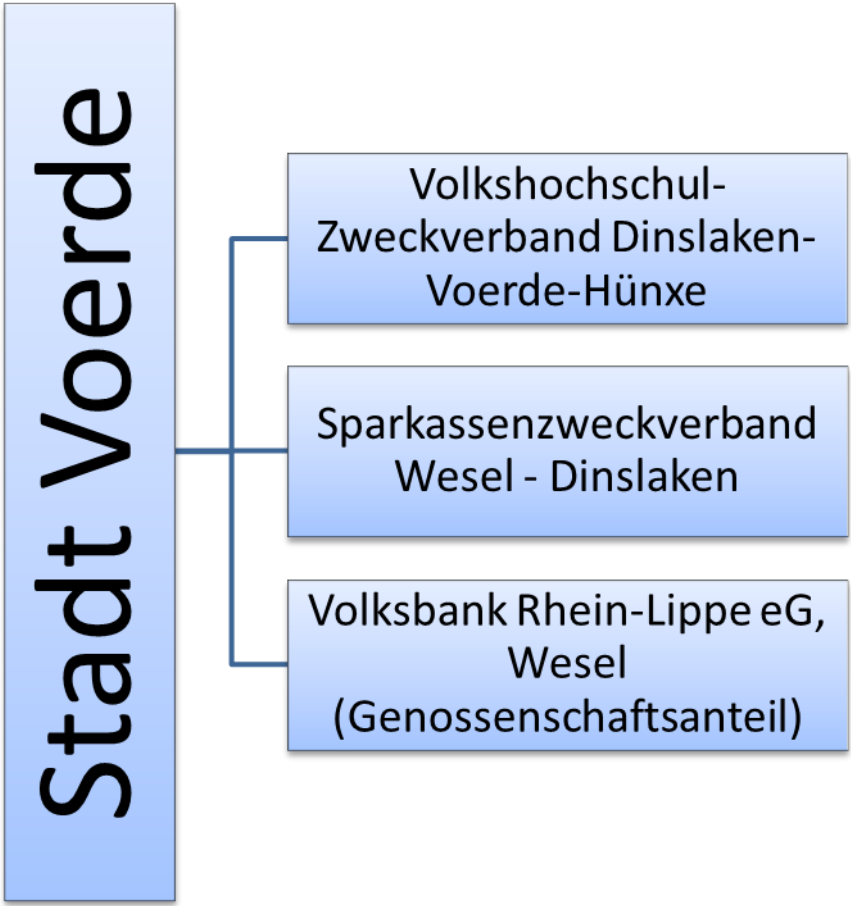 Stadt Voerde
Volkshochschul-
Zweckverband Dinslaken-
Voerde-Hünxe
Sparkassenzweckverband
Wesel - Dinslaken
Volksbank Rhein-Lippe eG,
Wesel
(Genossenschaftsanteil)